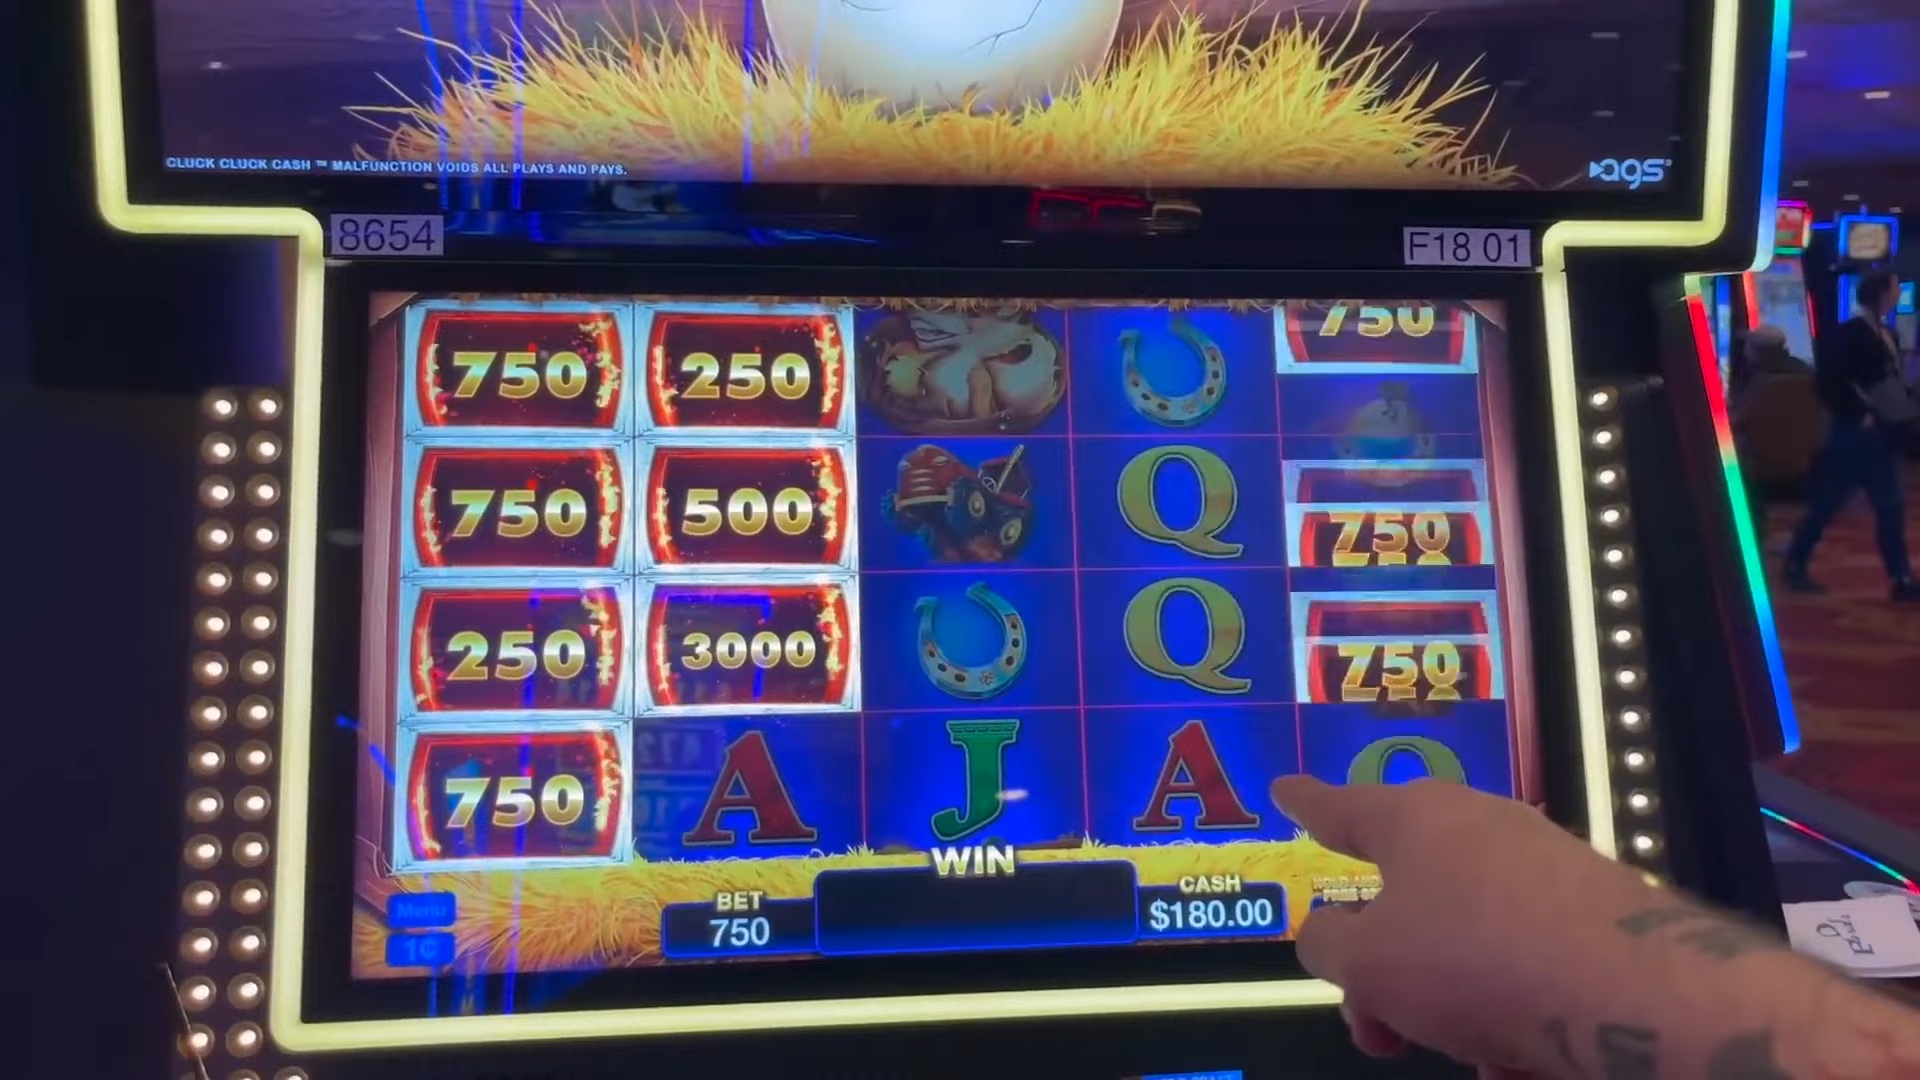 CLUCK CLUCK CASH ™ MALFUNCTION VOIDS ALL PLAYS AND PAYS.
ags
8654
F18 01
750 250 750
750 500 Q 750
250 3000 Q 750
750 A J A Q
WIN
BET
750
CASH
$180.00
Menu
1¢